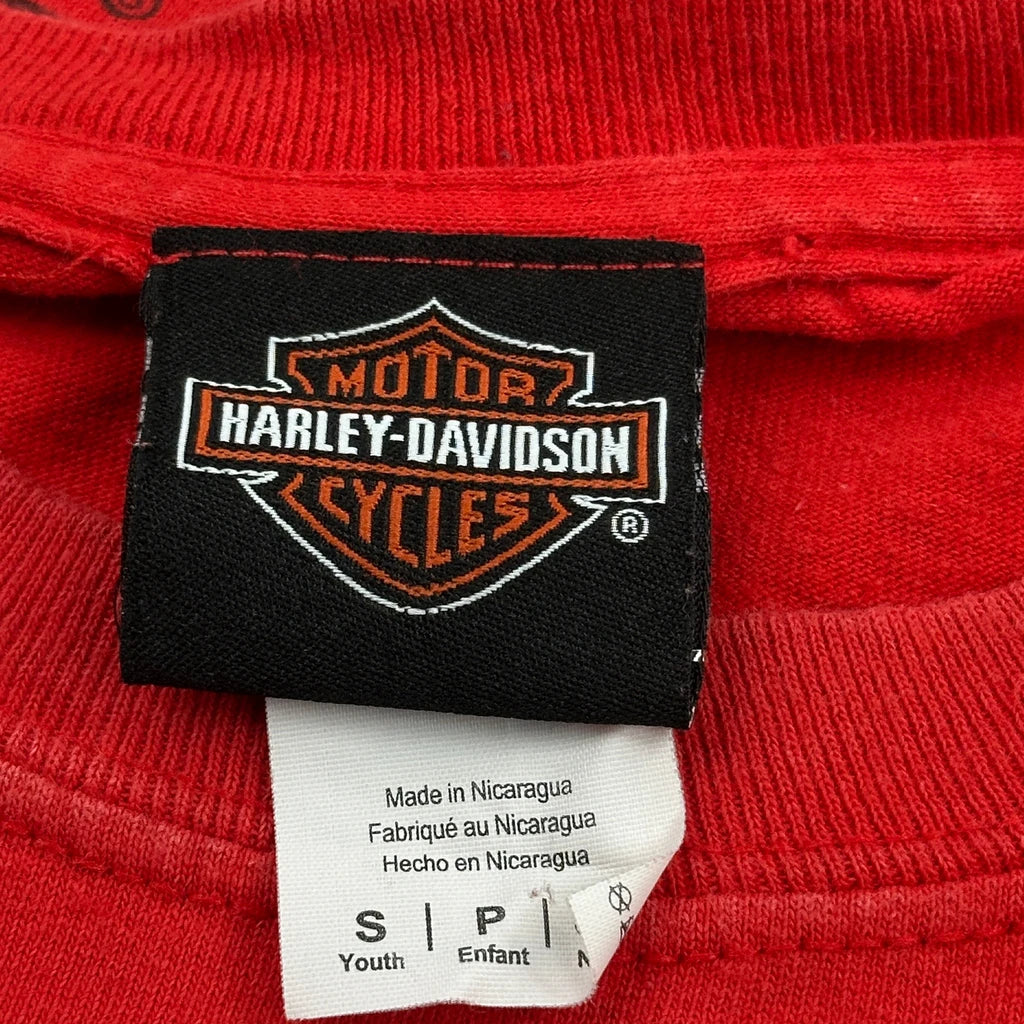 MOTOR
HARLEY-DAVIDSON
CYCLES
®
Made in Nicaragua
Fabriqué au Nicaragua
Hecho en Nicaragua
S | P |
Youth Enfant